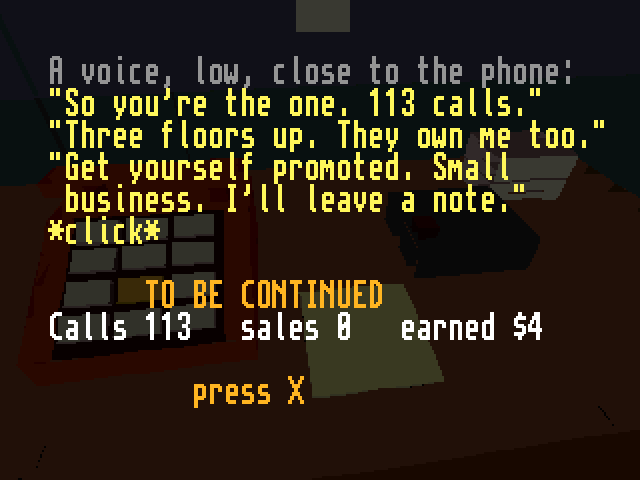 A voice, low, close to the phone:
"So you're the one. 113 calls."
"Three floors up. They own me too."
"Get yourself promoted. Small
business. I'll leave a note."
*click*
TO BE CONTINUED
Calls 113 sales 0 earned $4
press X